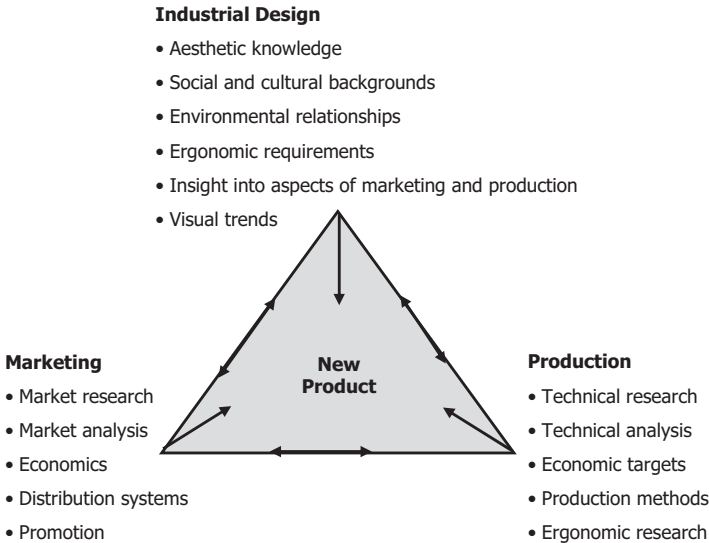 Industrial Design
• Aesthetic knowledge
• Social and cultural backgrounds
• Environmental relationships
• Ergonomic requirements
• Insight into aspects of marketing and production
• Visual trends
New
Product
Marketing
• Market research
• Market analysis
• Economics
• Distribution systems
• Promotion
Production
• Technical research
• Technical analysis
• Economic targets
• Production methods
• Ergonomic research